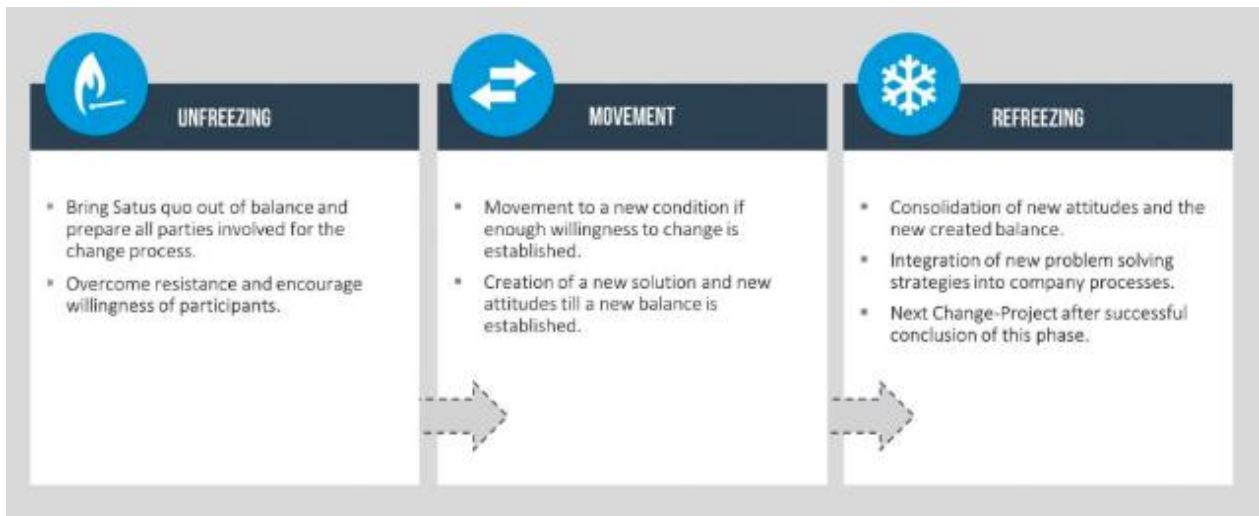 UNFREEZING
Bring Satus quo out of balance and
prepare all parties involved for the
change process.
Overcome resistance and encourage
willingness of participants.
MOVEMENT
Movement to a new condition if
enough willingness to change is
established.
Creation of a new solution and new
attitudes till a new balance is
established.
REFREEZING
Consolidation of new attitudes and the
new created balance.
Integration of new problem solving
strategies into company processes.
Next Change-Project after successful
conclusion of this phase.